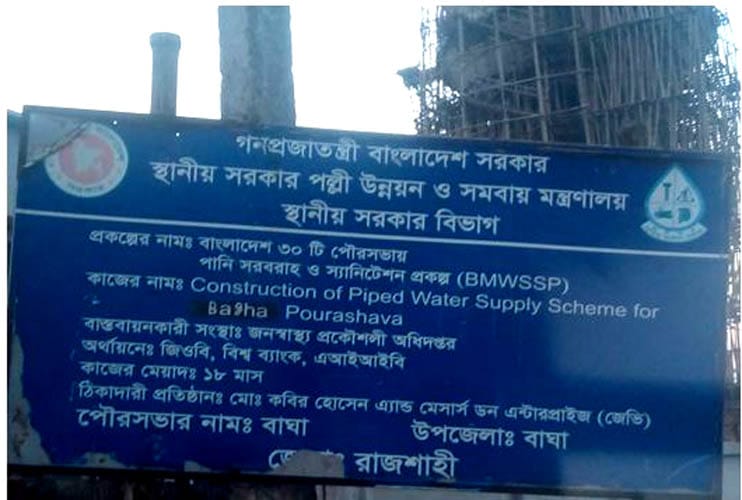 গনপ্রজাতন্ত্রী বাংলাদেশ সরকার
স্থানীয় সরকার পল্লী উন্নয়ন ও সমবায় মন্ত্রণালয়
স্থানীয় সরকার বিভাগ
প্রকল্পের নামঃ বাংলাদেশ ৩০ টি পৌরসভায়
পানি সরবরাহ ও স্যানিটেশন প্রকল্প (BMWSSP)
কাজের নামঃ Construction of Piped Water Supply Scheme for
Bagha Pourashava
বাস্তবায়নকারী সংস্থাঃ জনস্বাস্থ্য প্রকৌশলী অধিদপ্তর
অর্থায়নেঃ জিওবি, বিশ্ব ব্যাংক, এআইআইবি
কাজের মেয়াদঃ ১৮ মাস
ঠিকাদারী প্রতিষ্ঠানঃ মোঃ কবির হোসেন এ্যান্ড মেসার্স ডন এন্টারপ্রাইজ (জেভি)
পৌরসভার নামঃ বাঘা উপজেলাঃ বাঘা
রাজশাহী